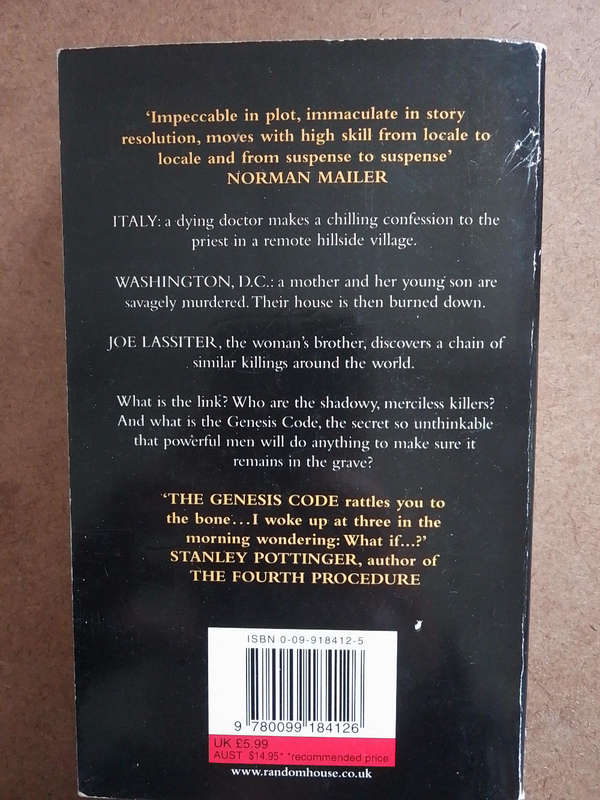 ‘Impeccable in plot, immaculate in story
resolution, moves with high skill from locale to
locale and from suspense to suspense’
NORMAN MAILER
ITALY: a dying doctor makes a chilling confession to the
priest in a remote hillside village.
WASHINGTON, D.C.: a mother and her young son are
savagely murdered. Their house is then burned down.
JOE LASSITER, the woman's brother, discovers a chain of
similar killings around the world.
What is the link? Who are the shadowy, merciless killers?
And what is the Genesis Code, the secret so unthinkable
that powerful men will do anything to make sure it
remains in the grave?
‘THE GENESIS CODE rattles you to
the bone…I woke up at three in the
morning wondering: What if…?’
STANLEY POTTINGER, author of
THE FOURTH PROCEDURE
ISBN 0-09-918412-5
9 780099 184126
UK £5.99
AUST $14.95* *recommended price
www.randomhouse.co.uk